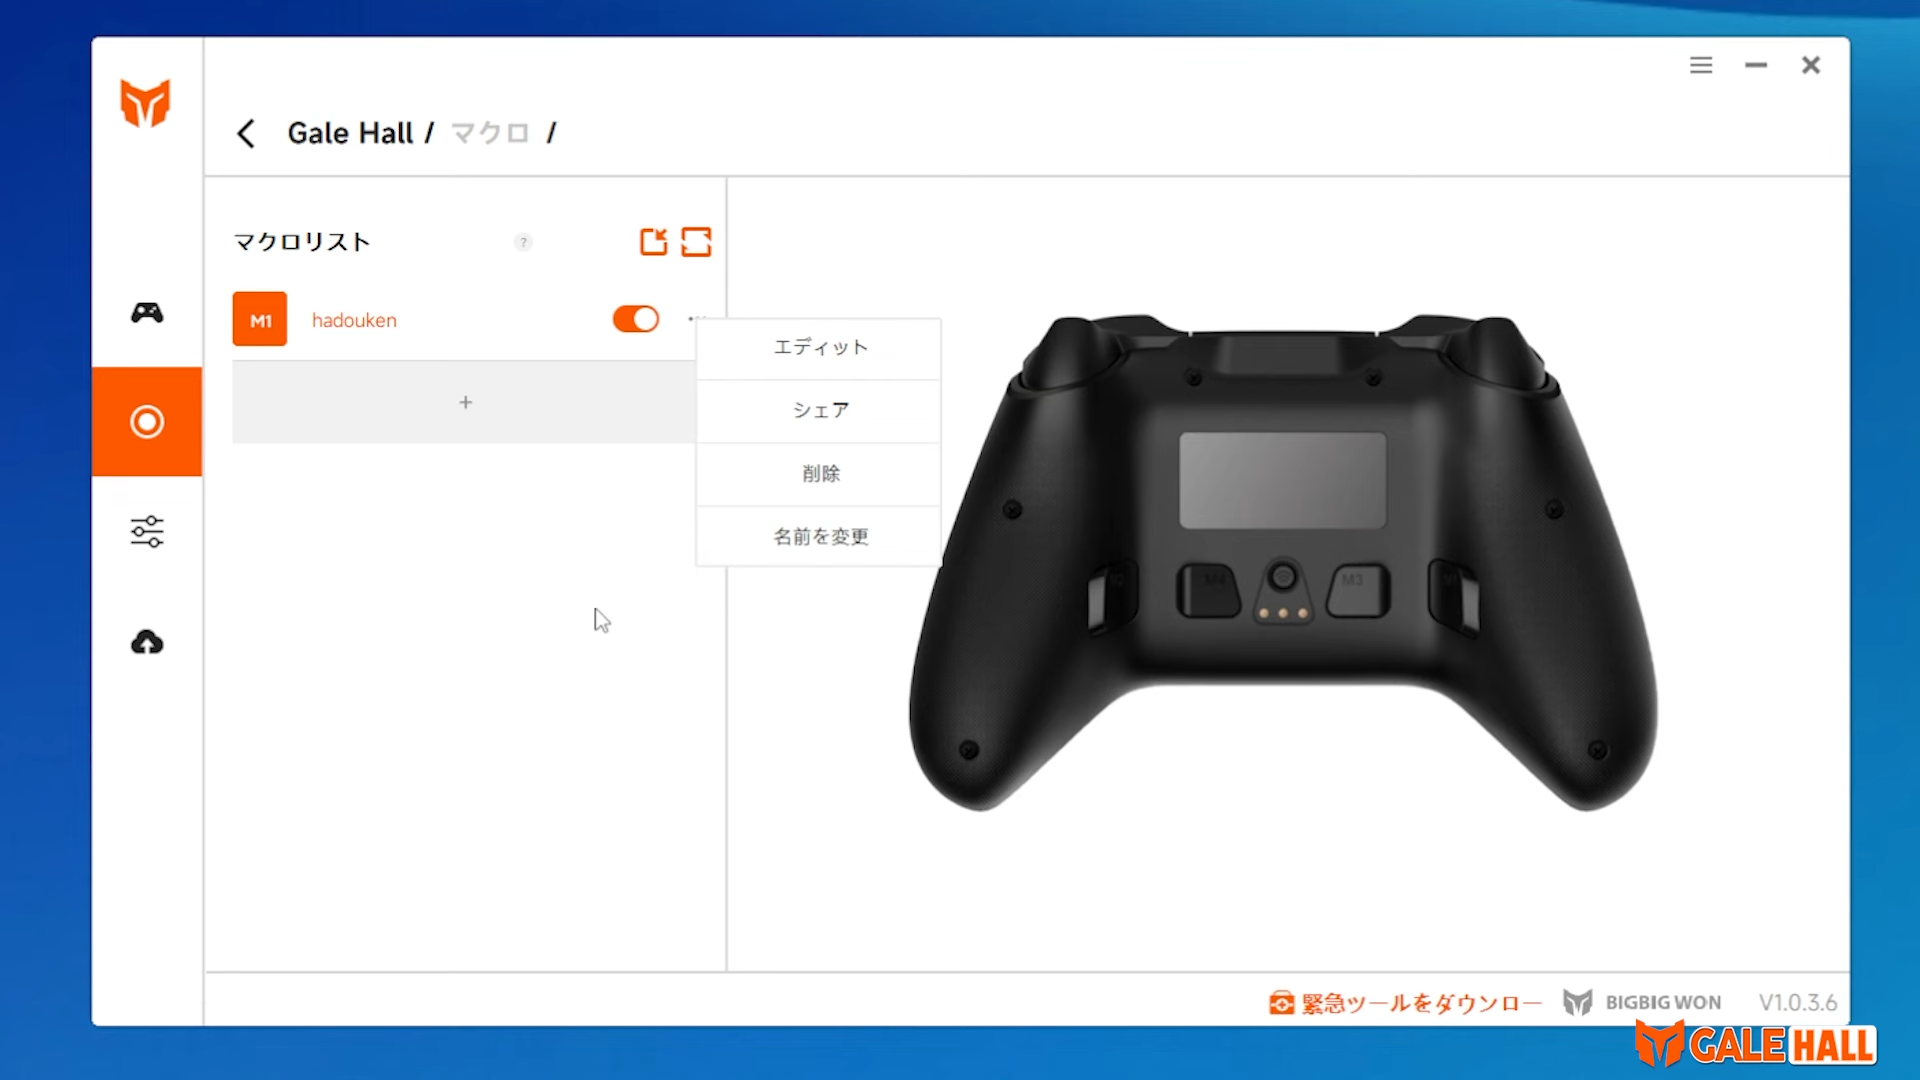 Gale Hall / マクロ /
マクロリスト
?
M1 hadouken
エディット
シェア
削除
名前を変更
+
M4
M3
緊急ツールをダウンロー
BIGBIG WON
V1.0.3.6
GALE HALL